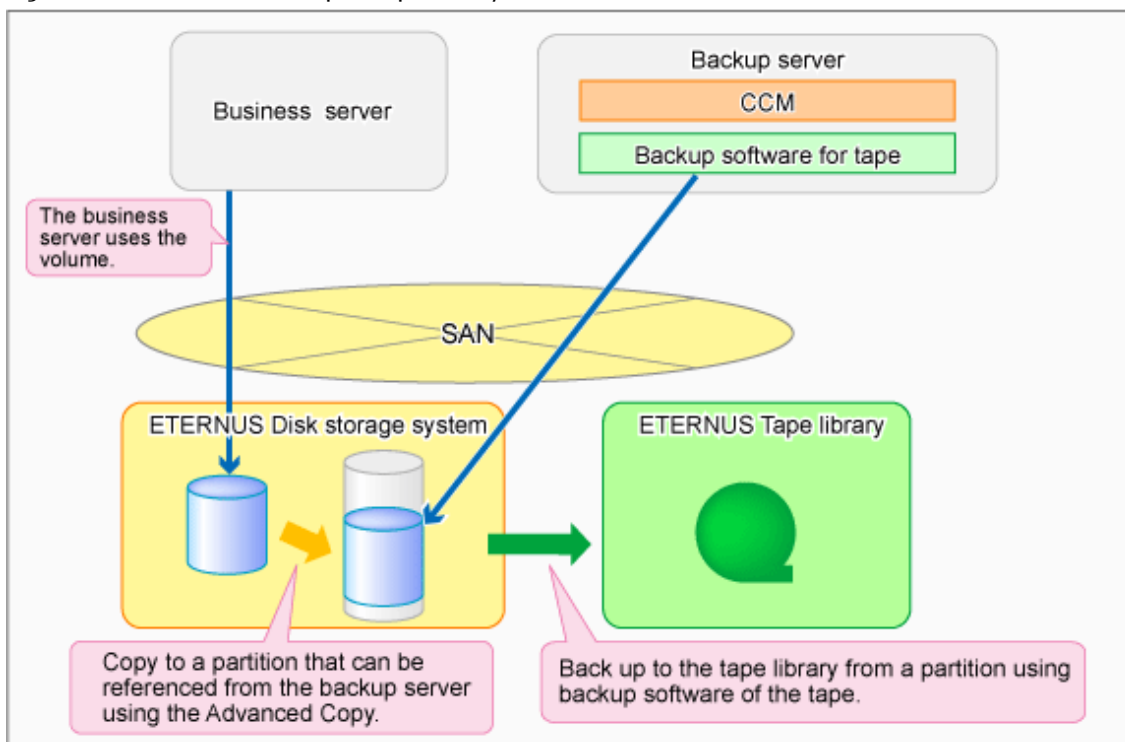 Business server
Backup server
CCM
Backup software for tape
The business
server uses the
volume.
SAN
ETERNUS Disk storage system
ETERNUS Tape library
Copy to a partition that can be
referenced from the backup server
using the Advanced Copy.
Back up to the tape library from a partition using
backup software of the tape.